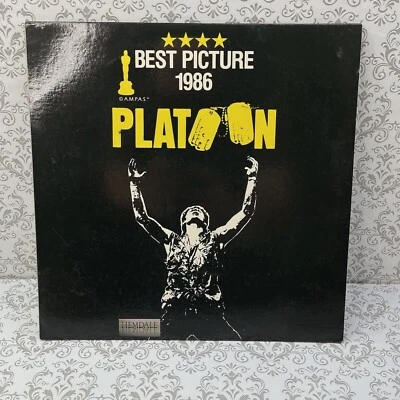 BEST PICTURE
1986
©A.M.P.A.S.®
PLATOON
HEMDALE